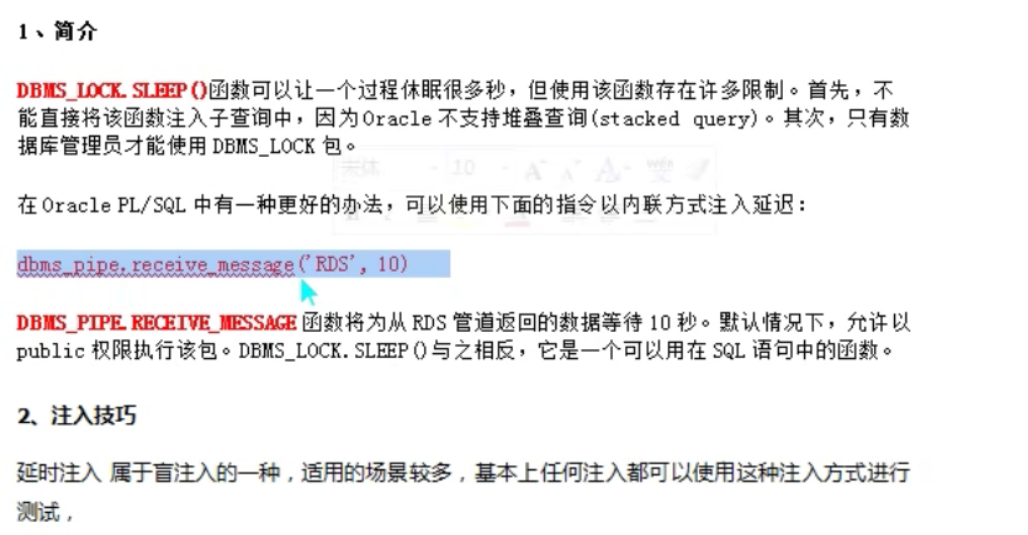 1、简介
DBMS_LOCK.SLEEP()函数可以让一个过程休眠很多秒，但使用该函数存在许多限制。首先，不
能直接将该函数注入子查询中，因为Oracle 不支持堆叠查询(stacked query)。其次，只有数
据库管理员才能使用 DBMS_LOCK 包。
宋体 10
在 Oracle PL/SQL 中有一种更好的办法，可以使用下面的指令以内联方式注入延迟：
dbms_pipe.receive_message('RDS', 10)
DBMS_PIPE.RECEIVE_MESSAGE 函数将为从 RDS 管道返回的数据等待 10 秒。默认情况下，允许以
public 权限执行该包。DBMS_LOCK.SLEEP()与之相反，它是一个可以用在 SQL 语句中的函数。
2、注入技巧
延时注入 属于盲注入的一种，适用的场景较多，基本上任何注入都可以使用这种注入方式进行
测试，